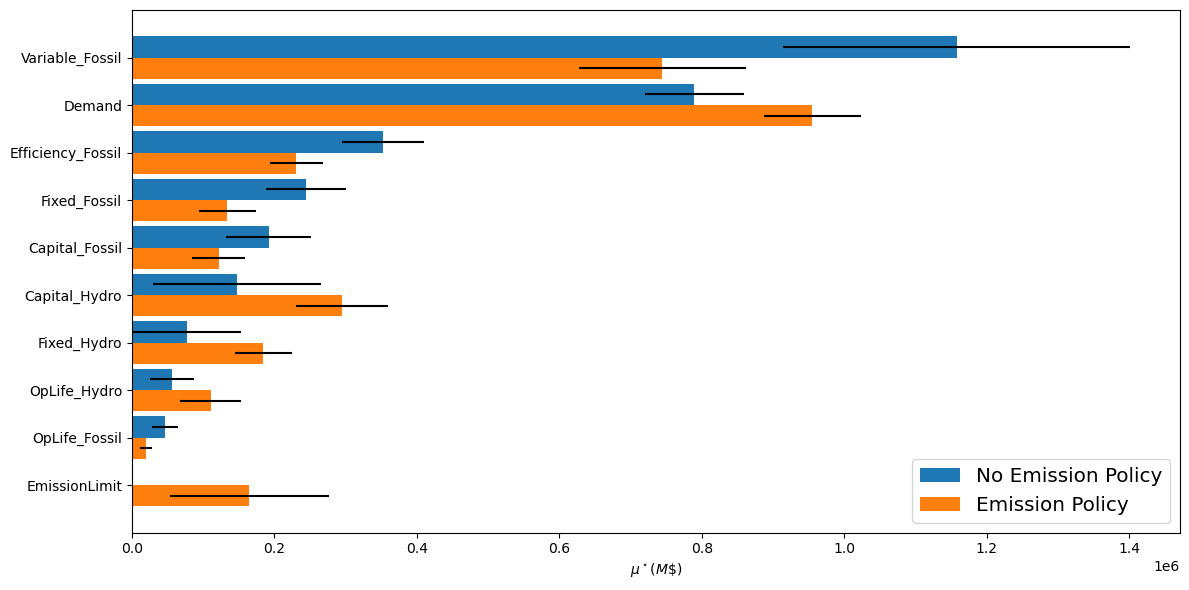 Variable_Fossil
Demand
Efficiency_Fossil
Fixed_Fossil
Capital_Fossil
Capital_Hydro
Fixed_Hydro
OpLife_Hydro
OpLife_Fossil
EmissionLimit
No Emission Policy
Emission Policy
0.0 0.2 0.4 0.6 0.8 1.0 1.2 1.4
1e6
μ*(M$)